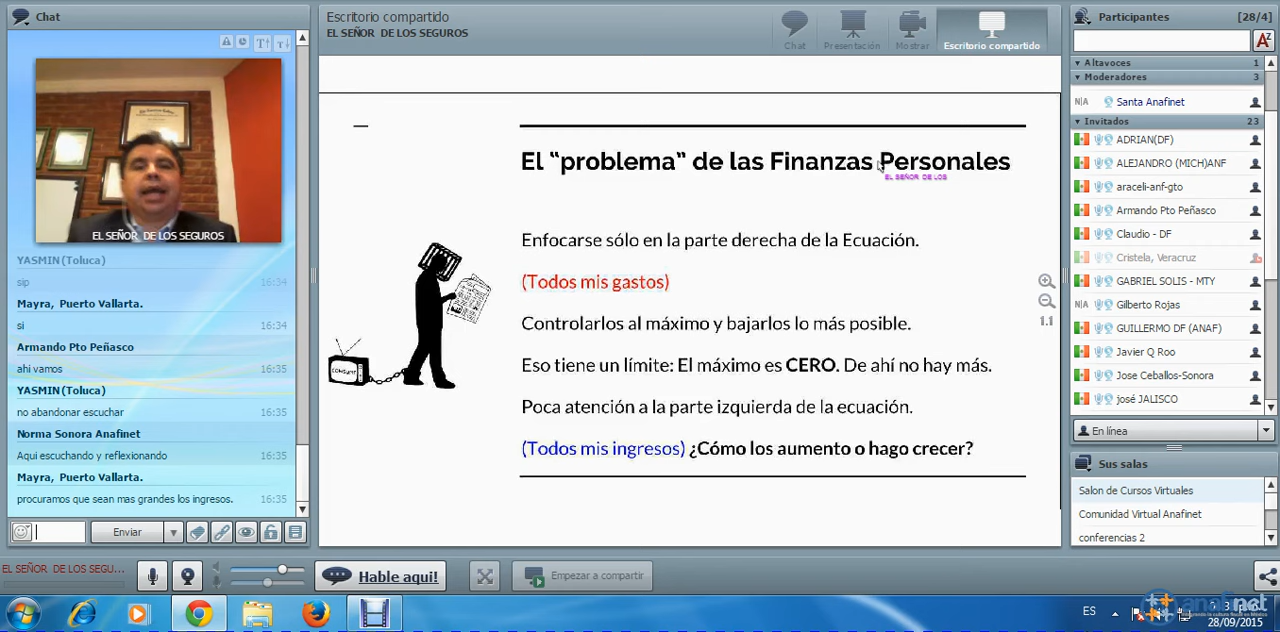 Chat
EL SEÑOR DE LOS SEGUROS
YASMIN (Toluca)
sip 16:34
Mayra, Puerto Vallarta.
si 16:34
Armando Pto Peñasco
ahi vamos 16:35
YASMIN (Toluca)
no abandonar escuchar 16:35
Norma Sonora Anafinet
Aqui escuchando y reflexionando 16:35
Mayra, Puerto Vallarta.
procuramos que sean mas grandes los ingresos. 16:35
Enviar
Escritorio compartido
EL SEÑOR DE LOS SEGUROS
Chat Presentación Mostrar Escritorio compartido
El “problema” de las Finanzas Personales
EL SEÑOR DE LOS
Enfocarse sólo en la parte derecha de la Ecuación.
(Todos mis gastos)
Controlarlos al máximo y bajarlos lo más posible.
Eso tiene un límite: El máximo es CERO. De ahí no hay más.
Poca atención a la parte izquierda de la ecuación.
(Todos mis ingresos) ¿Cómo los aumento o hago crecer?
1.1
Participantes [28/4]
Altavoces 1
Moderadores 3
N/A Santa Anafinet
Invitados 23
ADRIAN(DF)
ALEJANDRO (MICH)ANF
araceli-anf-gto
Armando Pto Peñasco
Claudio - DF
Cristela, Veracruz
GABRIEL SOLIS - MTY
N/A Gilberto Rojas
GUILLERMO DF (ANAF)
Javier Q Roo
Jose Ceballos-Sonora
josé JALISCO
En línea
Sus salas
Salon de Cursos Virtuales
Comunidad Virtual Anafinet
conferencias 2
EL SEÑOR DE LOS SEGU...
Hable aqui!
Empezar a compartir
ES
anafinet
28/09/2015